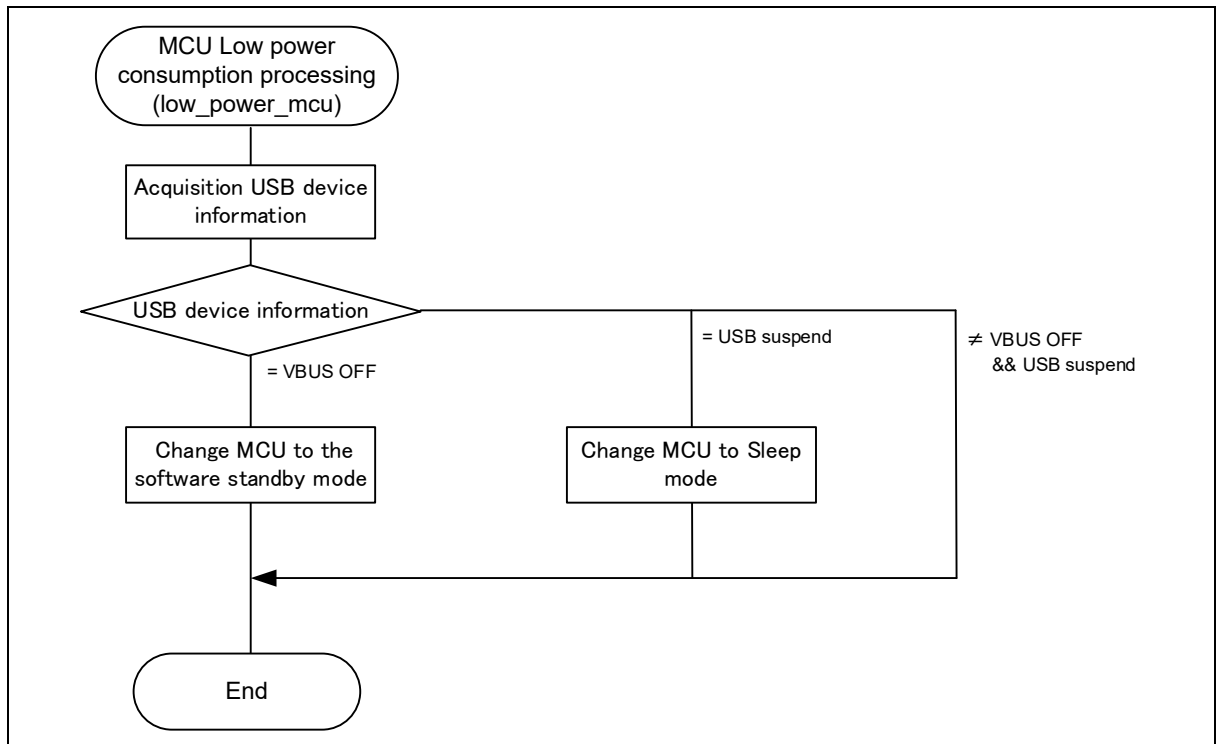 MCU Low power
consumption processing
(low_power_mcu)
Acquisition USB device
information
USB device information
= USB suspend
≠ VBUS OFF
&& USB suspend
= VBUS OFF
Change MCU to the
software standby mode
Change MCU to Sleep
mode
End